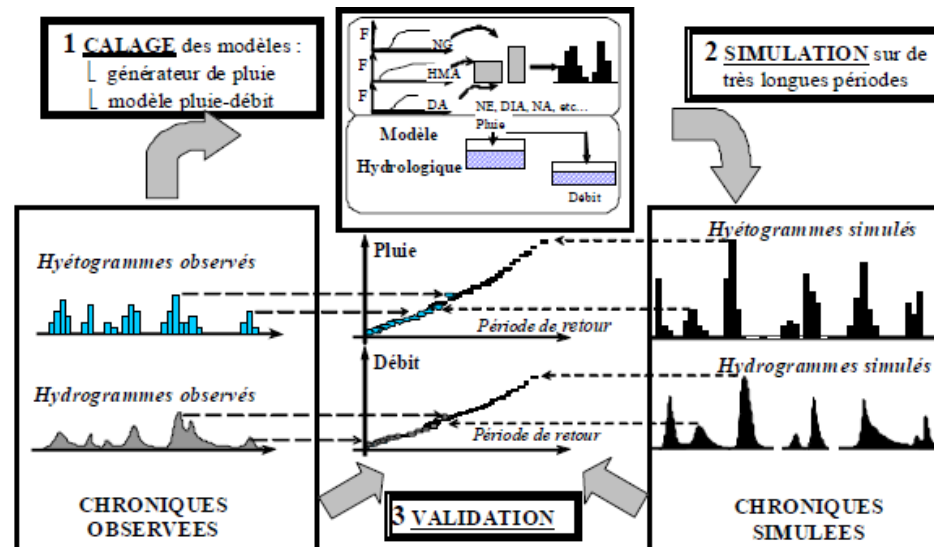 1 CALAGE des modèles :
générateur de pluie
modèle pluie-débit
F
NG
F
HMA
F
DA
NE, DIA, NA, etc...
Pluie
Modèle
Hydrologique
Débit
2 SIMULATION sur de
très longues périodes
Hyétogrammes observés
Hydrogrammes observés
CHRONIQUES
OBSERVEES
Pluie
Période de retour
Débit
Période de retour
3 VALIDATION
Hyétogrammes simulés
Hydrogrammes simulés
CHRONIQUES
SIMULEES